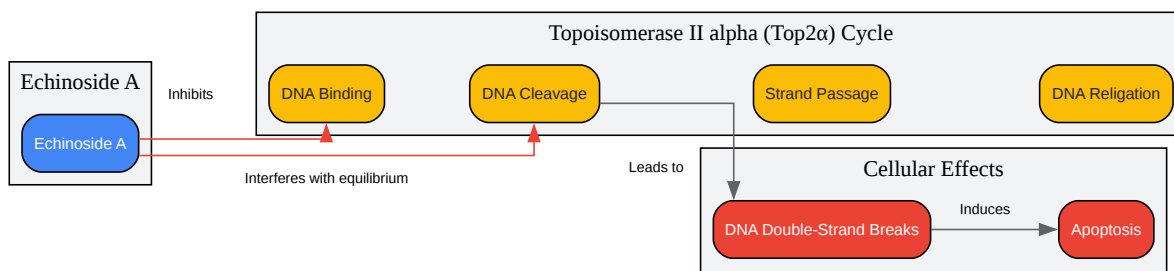 Topoisomerase II alpha (Top2α) Cycle
Echinoside A
Inhibits
DNA Binding
DNA Cleavage
Strand Passage
DNA Religation
Echinoside A
Interferes with equilibrium
Leads to
Cellular Effects
DNA Double-Strand Breaks
Induces
Apoptosis